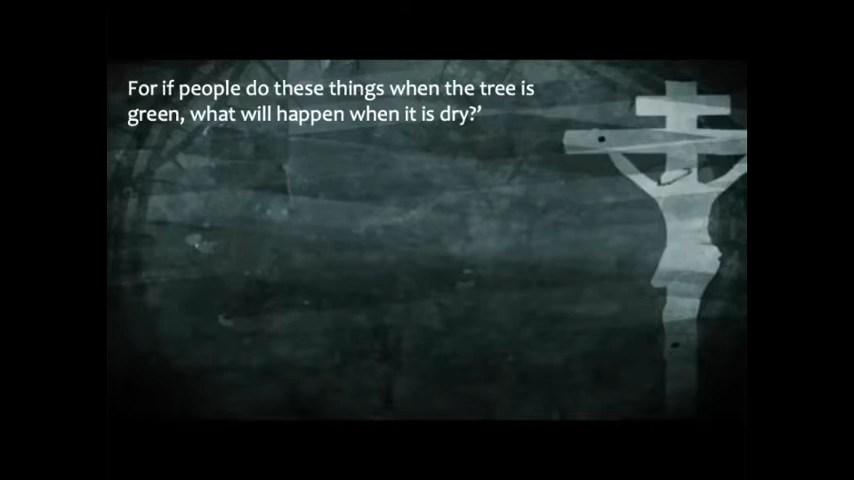 For if people do these things when the tree is
green, what will happen when it is dry?’